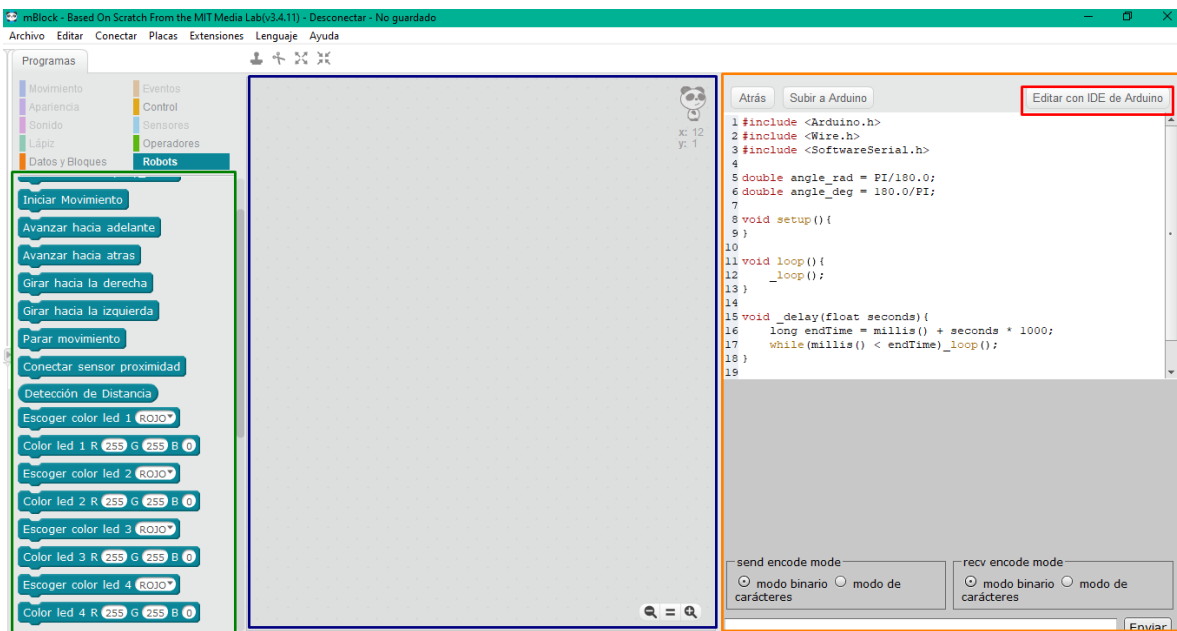 mBlock - Based On Scratch From the MIT Media Lab(v3.4.11) - Desconectar - No guardado
Archivo Editar Conectar Placas Extensiones Lenguaje Ayuda
Programas
Movimiento Eventos
Apariencia Control
Sonido Sensores
Lápiz Operadores
Datos y Bloques Robots
Iniciar Movimiento
Avanzar hacia adelante
Avanzar hacia atras
Girar hacia la derecha
Girar hacia la izquierda
Parar movimiento
Conectar sensor proximidad
Detección de Distancia
Escoger color led 1 ROJO
Color led 1 R 255 G 255 B 0
Escoger color led 2 ROJO
Color led 2 R 255 G 255 B 0
Escoger color led 3 ROJO
Color led 3 R 255 G 255 B 0
Escoger color led 4 ROJO
Color led 4 R 255 G 255 B 0
x: 12
y: 1
Atrás Subir a Arduino Editar con IDE de Arduino
1 #include <Arduino.h>
2 #include <Wire.h>
3 #include <SoftwareSerial.h>
4
5 double angle_rad = PI/180.0;
6 double angle_deg = 180.0/PI;
7
8 void setup(){
9 }
10
11 void loop(){
12 _loop();
13 }
14
15 void _delay(float seconds){
16 long endTime = millis() + seconds * 1000;
17 while(millis() < endTime)_loop();
18 }
19
send encode mode
modo binario modo de
carácteres
recv encode mode
modo binario modo de
carácteres
Enviar